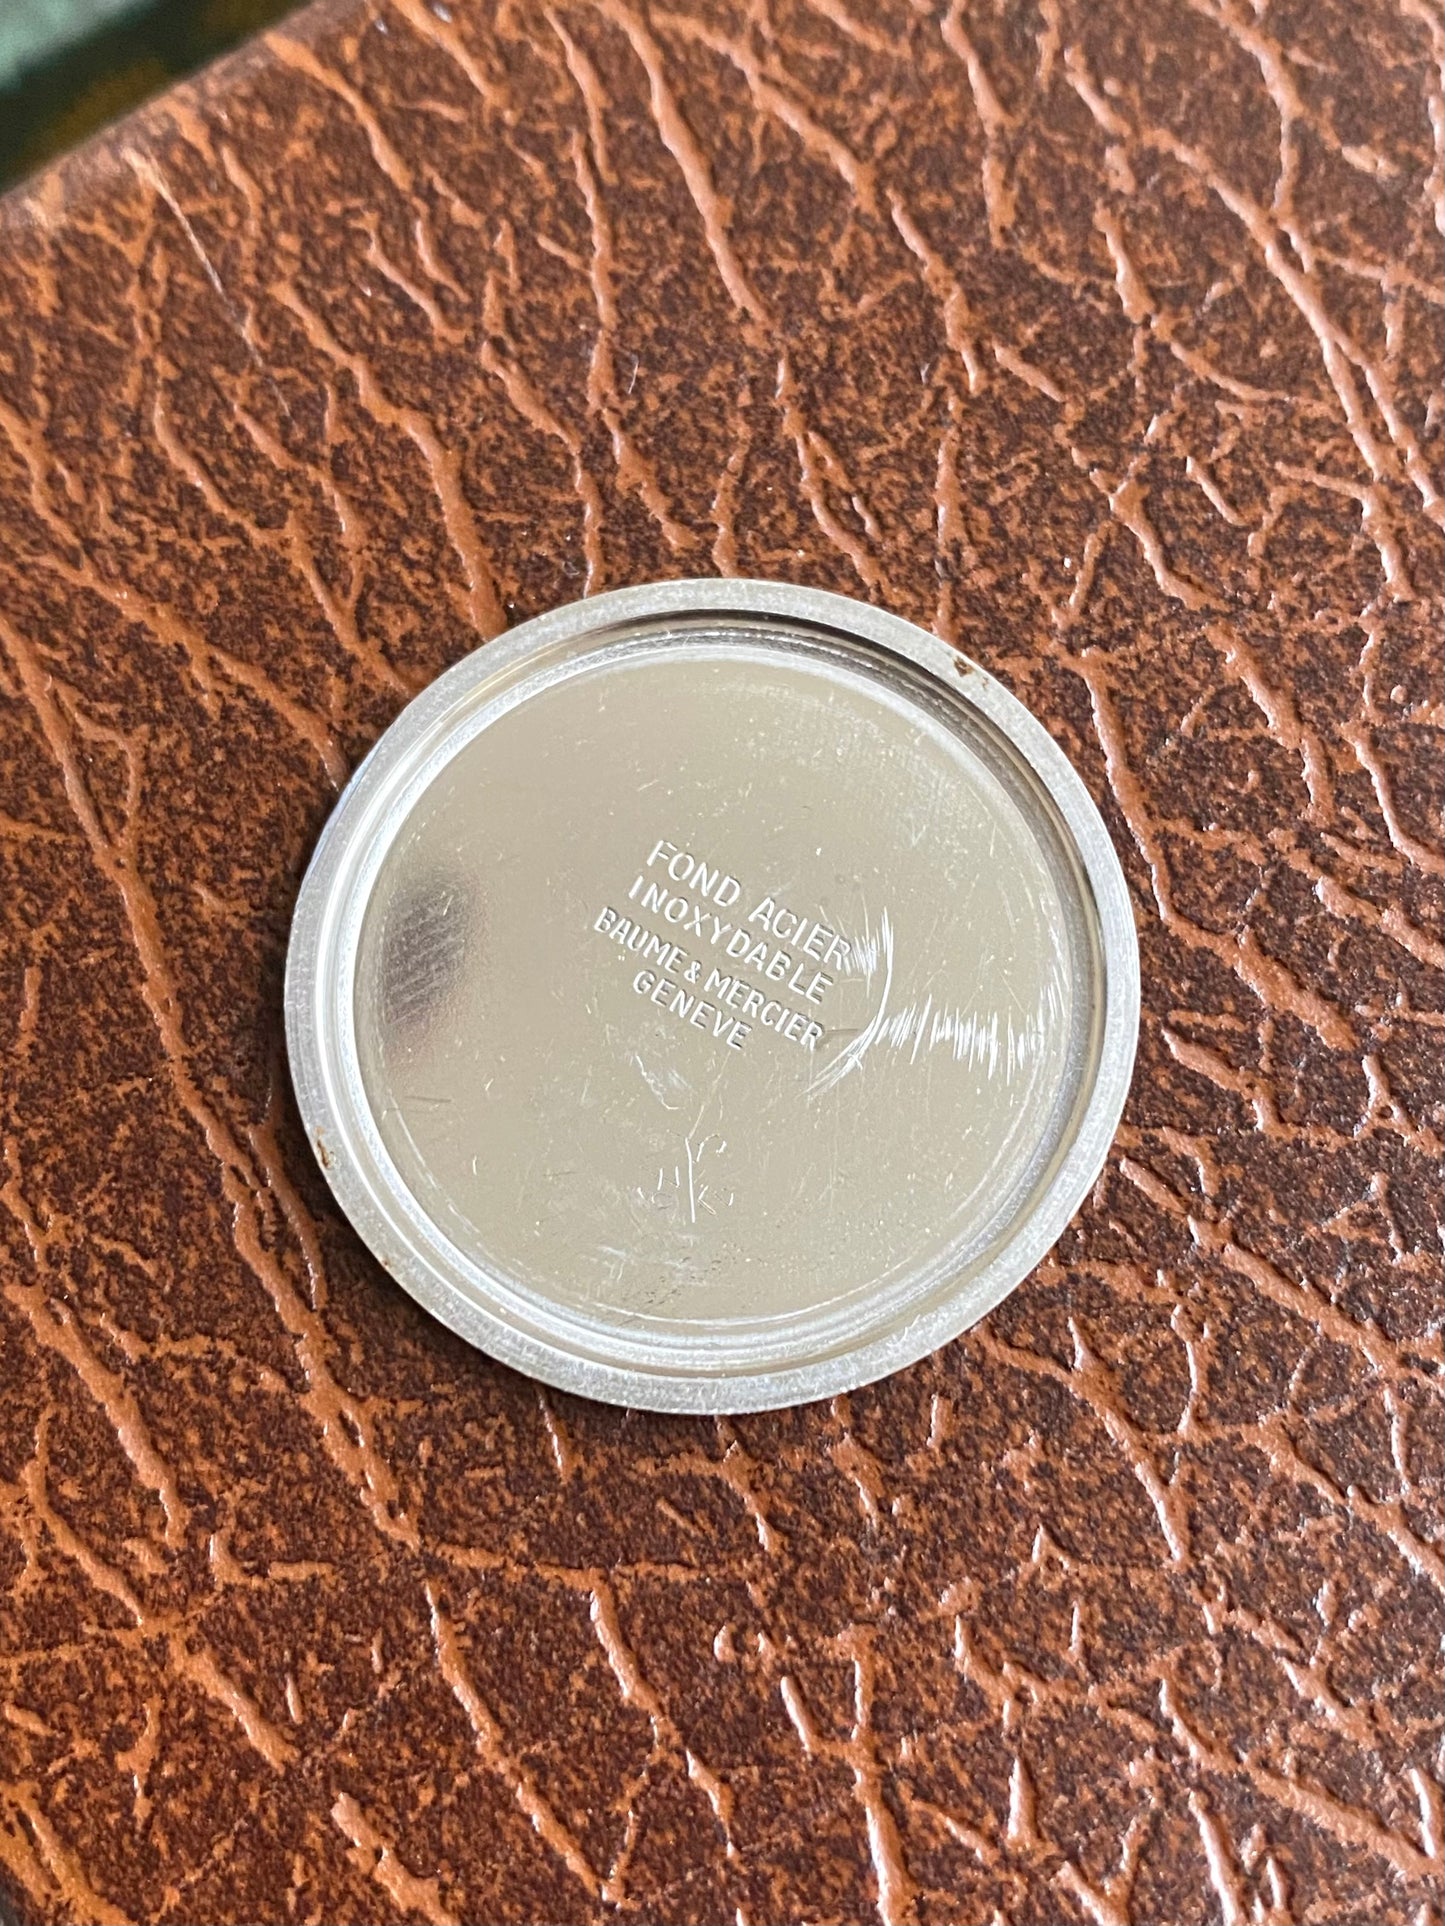 FOND ACIER
INOXYDABLE
BAUME & MERCIER
GENEVE